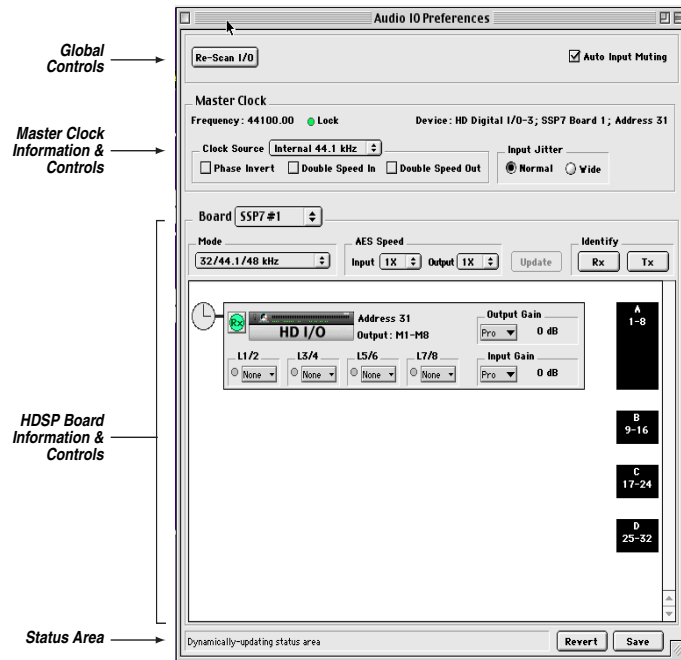 Audio IO Preferences
Global
Controls
Re-Scan I/O
Auto Input Muting
Master Clock
Frequency: 44100.00 Lock Device: HD Digital I/O-3; SSP7 Board 1; Address 31
Master Clock
Information &
Controls
Clock Source Internal 44.1 kHz
Input Jitter
Phase Invert Double Speed In Double Speed Out
Normal Wide
Board SSP7 #1
Mode AES Speed Identify
32/44.1/48 kHz Input 1X Output 1X Update Rx Tx
Rx
HD I/O
Address 31
Output: M1-M8
Output Gain
Pro 0 dB
L1/2 L3/4 L5/6 L7/8
None None None None
Input Gain
Pro 0 dB
A
1-8
B
9-16
C
17-24
D
25-32
HDSP Board
Information &
Controls
Status Area
Dynamically-updating status area
Revert Save